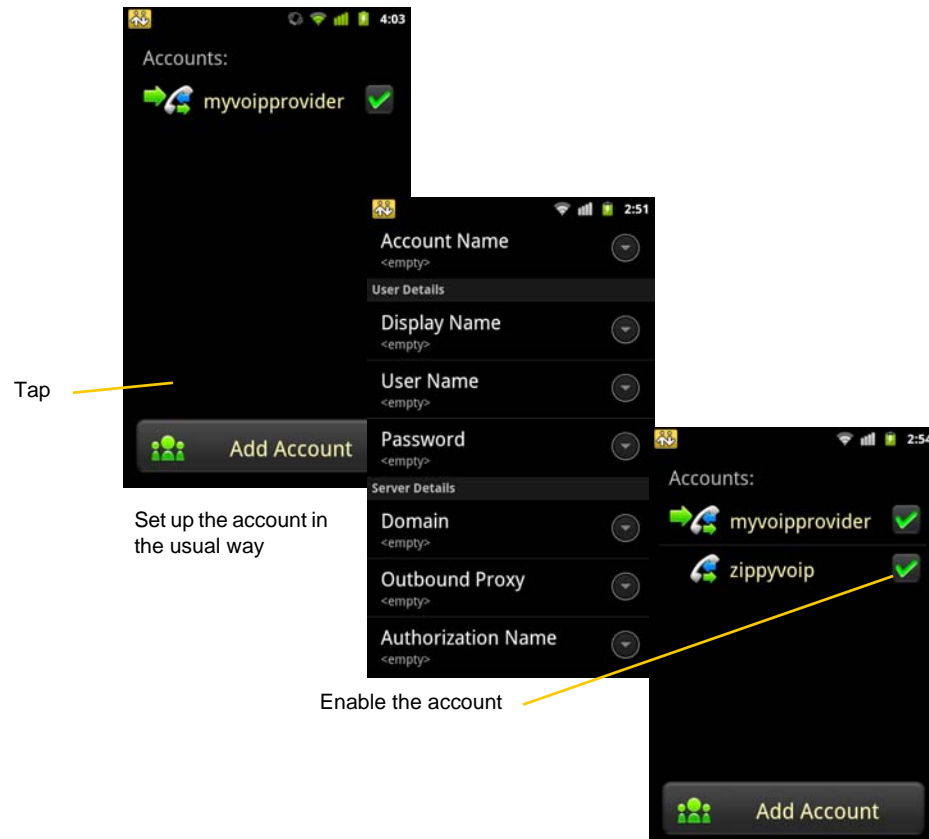 4:03
Accounts:
myvoipprovider
Tap
Add Account
Set up the account in
the usual way
2:51
Account Name
<empty>
User Details
Display Name
<empty>
User Name
<empty>
Password
<empty>
Server Details
Domain
<empty>
Outbound Proxy
<empty>
Authorization Name
<empty>
Enable the account
2:54
Accounts:
myvoipprovider
zippyvoip
Add Account